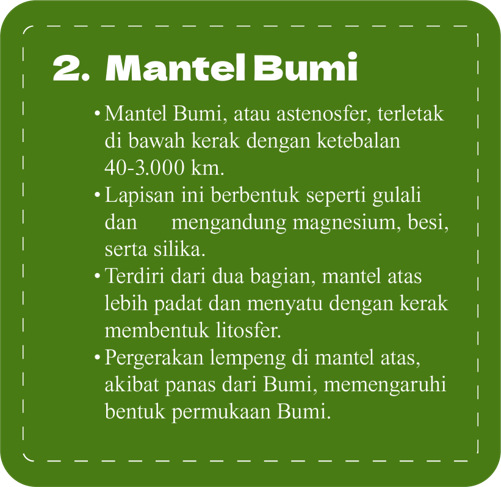 2. Mantel Bumi
• Mantel Bumi, atau astenosfer, terletak
di bawah kerak dengan ketebalan
40-3.000 km.
• Lapisan ini berbentuk seperti gulali
dan mengandung magnesium, besi,
serta silika.
• Terdiri dari dua bagian, mantel atas
lebih padat dan menyatu dengan kerak
membentuk litosfer.
• Pergerakan lempeng di mantel atas,
akibat panas dari Bumi, memengaruhi
bentuk permukaan Bumi.